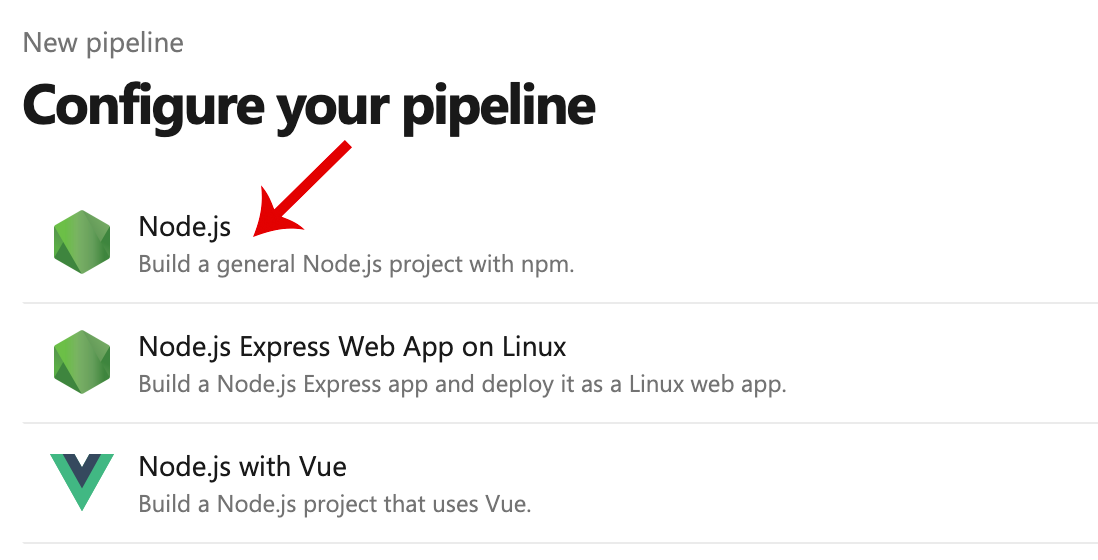 New pipeline
Configure your pipeline
Node.js
Build a general Node.js project with npm.
Node.js Express Web App on Linux
Build a Node.js Express app and deploy it as a Linux web app.
Node.js with Vue
Build a Node.js project that uses Vue.